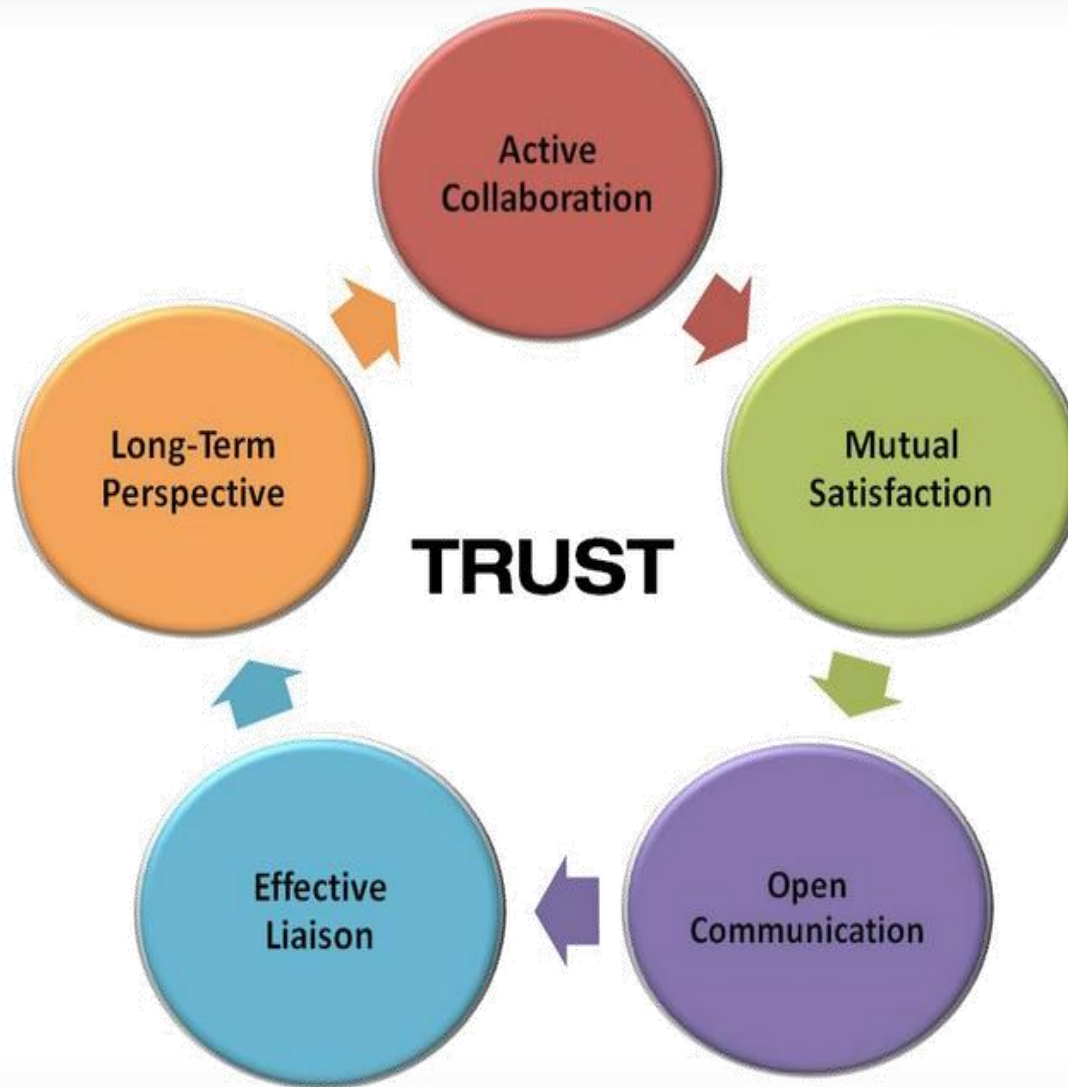 Active
Collaboration
Mutual
Satisfaction
Open
Communication
Effective
Liaison
Long-Term
Perspective
TRUST